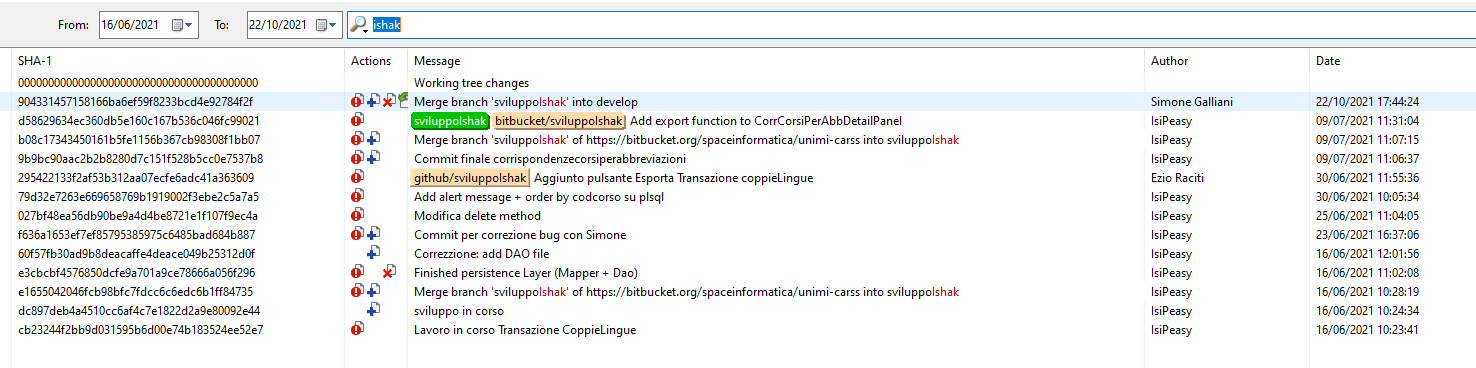 From: 16/06/2021 To: 22/10/2021 ishak
SHA-1 Actions Message Author Date
0000000000000000000000000000000000000000 Working tree changes
904331457158166ba6ef59f8233bcd4e92784f2f Merge branch 'sviluppoIshak' into develop Simone Galliani 22/10/2021 17:44:24
d58629634ec360db5e160c167b536c046fc99021 sviluppoIshak bitbucket/sviluppoIshak Add export function to CorrCorsiPerAbbDetailPanel IsiPeasy 09/07/2021 11:31:04
b08c17343450161b5fe1156b367cb98308f1bb07 Merge branch 'sviluppoIshak' of https://bitbucket.org/spaceinformatica/unimi-carss into sviluppoIshak IsiPeasy 09/07/2021 11:07:15
9b9bc90aac2b2b8280d7c151f528b5cc0e7537b8 Commit finale corrispondenzecorsiperabbreviazioni IsiPeasy 09/07/2021 11:06:37
295422133f2af53b312aa07ecfe6adc41a363609 github/sviluppoIshak Aggiunto pulsante Esporta Transazione coppieLingue Ezio Raciti 30/06/2021 11:55:36
79d32e7263e669658769b1919002f3ebe2c5a7a5 Add alert message + order by codcorso su plsql IsiPeasy 30/06/2021 10:05:34
027bf48ea56db90be9a4d4be8721e1f107f9ec4a Modifica delete method IsiPeasy 25/06/2021 11:04:05
f636a1653ef7ef85795385975c6485bad684b887 Commit per correzione bug con Simone IsiPeasy 23/06/2021 16:37:06
60f57fb30ad9b8deacaffe4deace049b25312d0f Correzzione: add DAO file IsiPeasy 16/06/2021 12:01:56
e3cbcbf4576850dcfe9a701a9ce78666a056f296 Finished persistence Layer (Mapper + Dao) IsiPeasy 16/06/2021 11:02:08
e1655042046fcb98bfc7fdcc6c6edc6b1ff84735 Merge branch 'sviluppoIshak' of https://bitbucket.org/spaceinformatica/unimi-carss into sviluppoIshak IsiPeasy 16/06/2021 10:28:19
dc897deb4a4510cc6af4c7e1822d2a9e80092e44 sviluppo in corso IsiPeasy 16/06/2021 10:24:34
cb23244f2bb9d031595b6d00e74b183524ee52e7 Lavoro in corso Transazione CoppieLingue IsiPeasy 16/06/2021 10:23:41